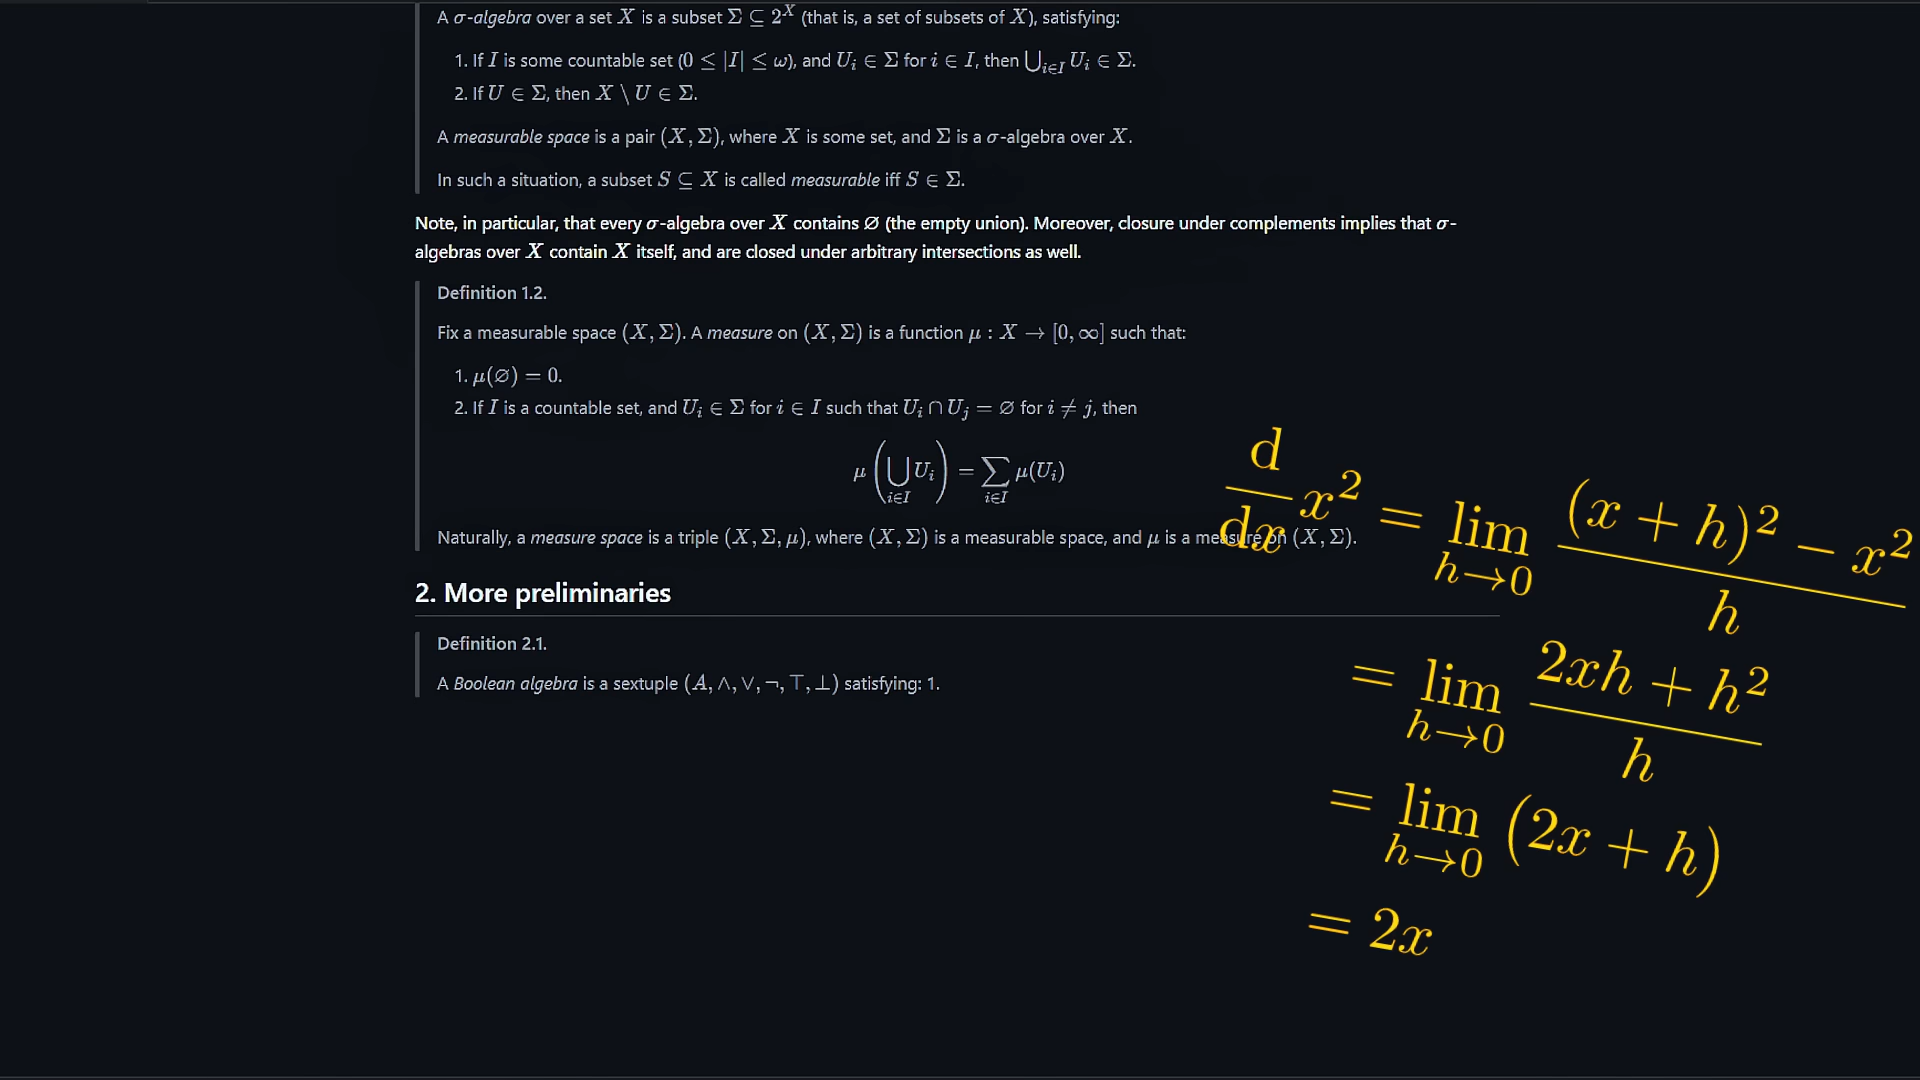 A σ-algebra over a set X is a subset Σ ⊆ 2^X (that is, a set of subsets of X), satisfying:
1. If I is some countable set (0 ≤ |I| ≤ ω), and U_i ∈ Σ for i ∈ I, then ⋃_{i∈I} U_i ∈ Σ.
2. If U ∈ Σ, then X \ U ∈ Σ.
A measurable space is a pair (X, Σ), where X is some set, and Σ is a σ-algebra over X.
In such a situation, a subset S ⊆ X is called measurable iff S ∈ Σ.
Note, in particular, that every σ-algebra over X contains ∅ (the empty union). Moreover, closure under complements implies that σ-
algebras over X contain X itself, and are closed under arbitrary intersections as well.
Definition 1.2.
Fix a measurable space (X, Σ). A measure on (X, Σ) is a function μ : X → [0, ∞] such that:
1. μ(∅) = 0.
2. If I is a countable set, and U_i ∈ Σ for i ∈ I such that U_i ∩ U_j = ∅ for i ≠ j, then
μ(⋃_{i∈I} U_i) = ∑_{i∈I} μ(U_i)
Naturally, a measure space is a triple (X, Σ, μ), where (X, Σ) is a measurable space, and μ is a measure on (X, Σ).
2. More preliminaries
Definition 2.1.
A Boolean algebra is a sextuple (A, ∧, ∨, ¬, ⊤, ⊥) satisfying: 1.
d/dx x^2 = lim_{h→0} ((x + h)^2 − x^2)/h
= lim_{h→0} (2xh + h^2)/h
= lim_{h→0} (2x + h)
= 2x